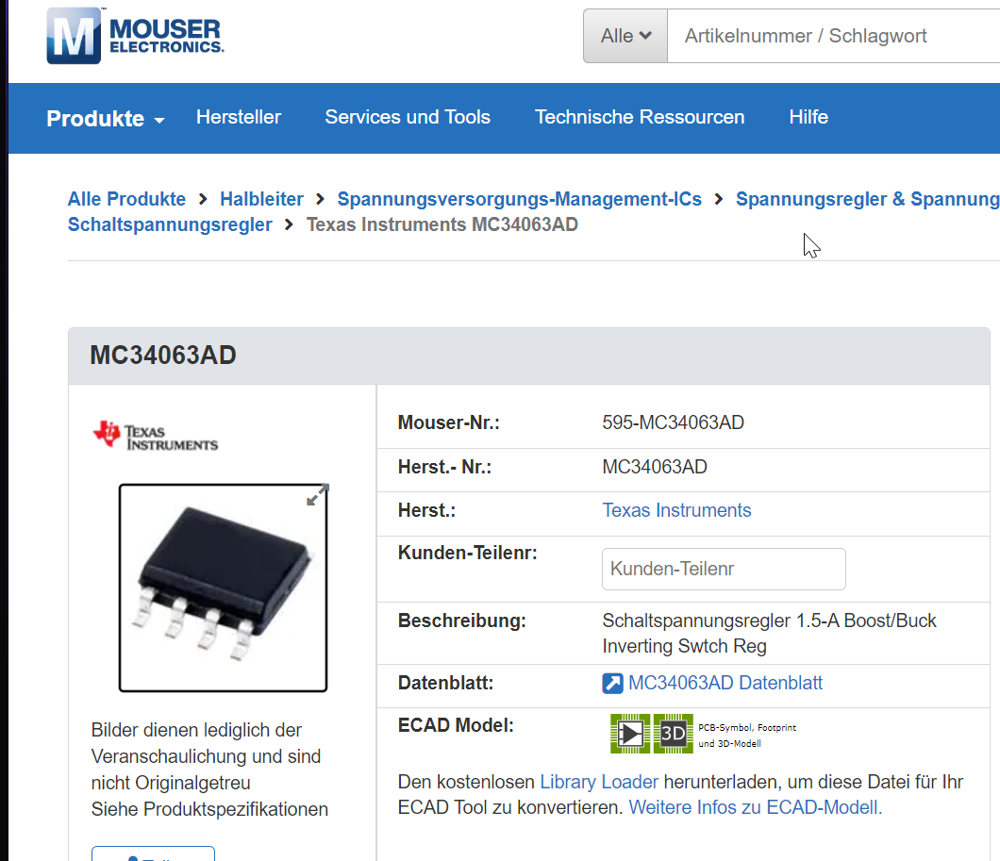 MOUSER
ELECTRONICS.
Alle
Artikelnummer / Schlagwort
Produkte Hersteller Services und Tools Technische Ressourcen Hilfe
Alle Produkte > Halbleiter > Spannungsversorgungs-Management-ICs > Spannungsregler & Spannung
Schaltspannungsregler > Texas Instruments MC34063AD
MC34063AD
TEXAS
INSTRUMENTS
Bilder dienen lediglich der
Veranschaulichung und sind
nicht Originalgetreu
Siehe Produktspezifikationen
Mouser-Nr.: 595-MC34063AD
Herst.- Nr.: MC34063AD
Herst.: Texas Instruments
Kunden-Teilenr: Kunden-Teilenr
Beschreibung: Schaltspannungsregler 1.5-A Boost/Buck
Inverting Swtch Reg
Datenblatt: MC34063AD Datenblatt
ECAD Model: 3D PCB-Symbol, Footprint
und 3D-Modell
Den kostenlosen Library Loader herunterladen, um diese Datei für Ihr
ECAD Tool zu konvertieren. Weitere Infos zu ECAD-Modell.